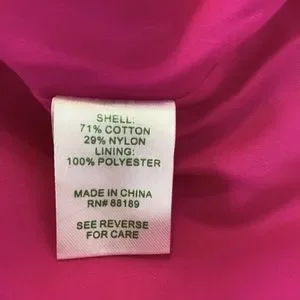 SHELL:
71% COTTON
29% NYLON
LINING:
100% POLYESTER
MADE IN CHINA
RN# 88189
SEE REVERSE
FOR CARE